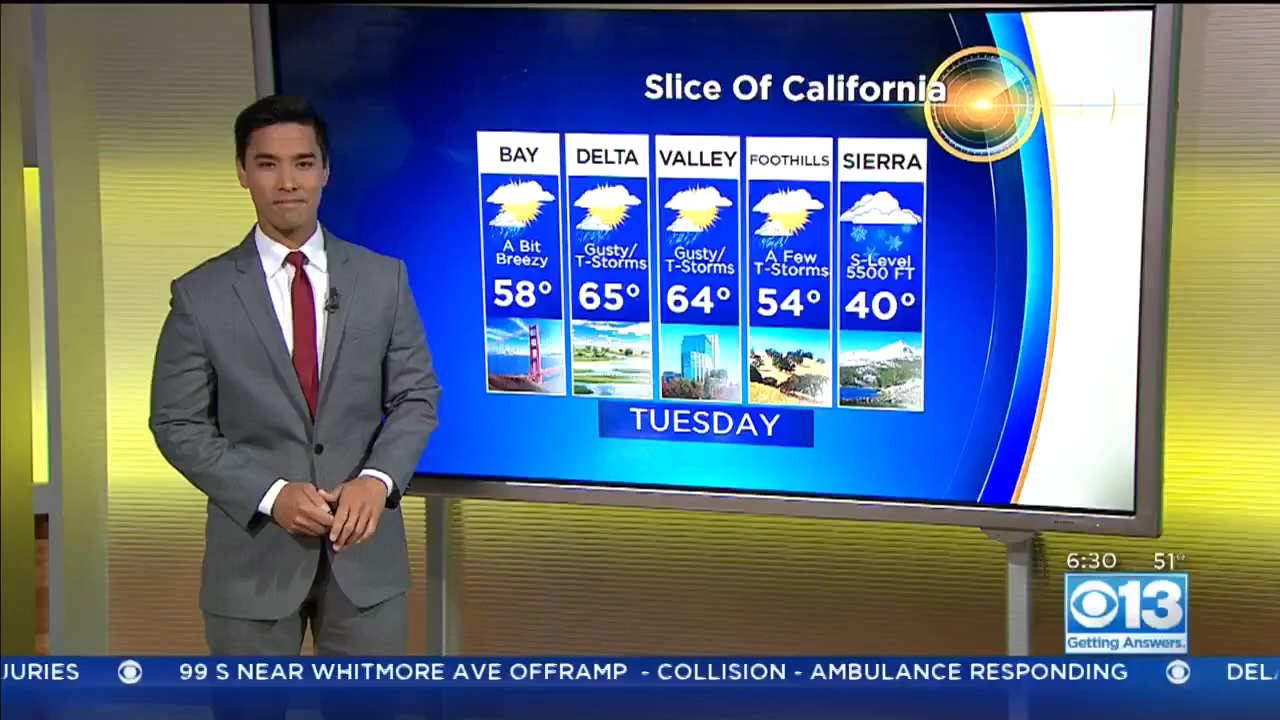 Slice Of California
BAY
A Bit
Breezy
58°
DELTA
Gusty/
T-Storms
65°
VALLEY
Gusty/
T-Storms
64°
FOOTHILLS
A Few
T-Storms
54°
SIERRA
S-Level
5500 FT
40°
TUESDAY
6:30 51°
13
Getting Answers.
JURIES 99 S NEAR WHITMORE AVE OFFRAMP - COLLISION - AMBULANCE RESPONDING DEL